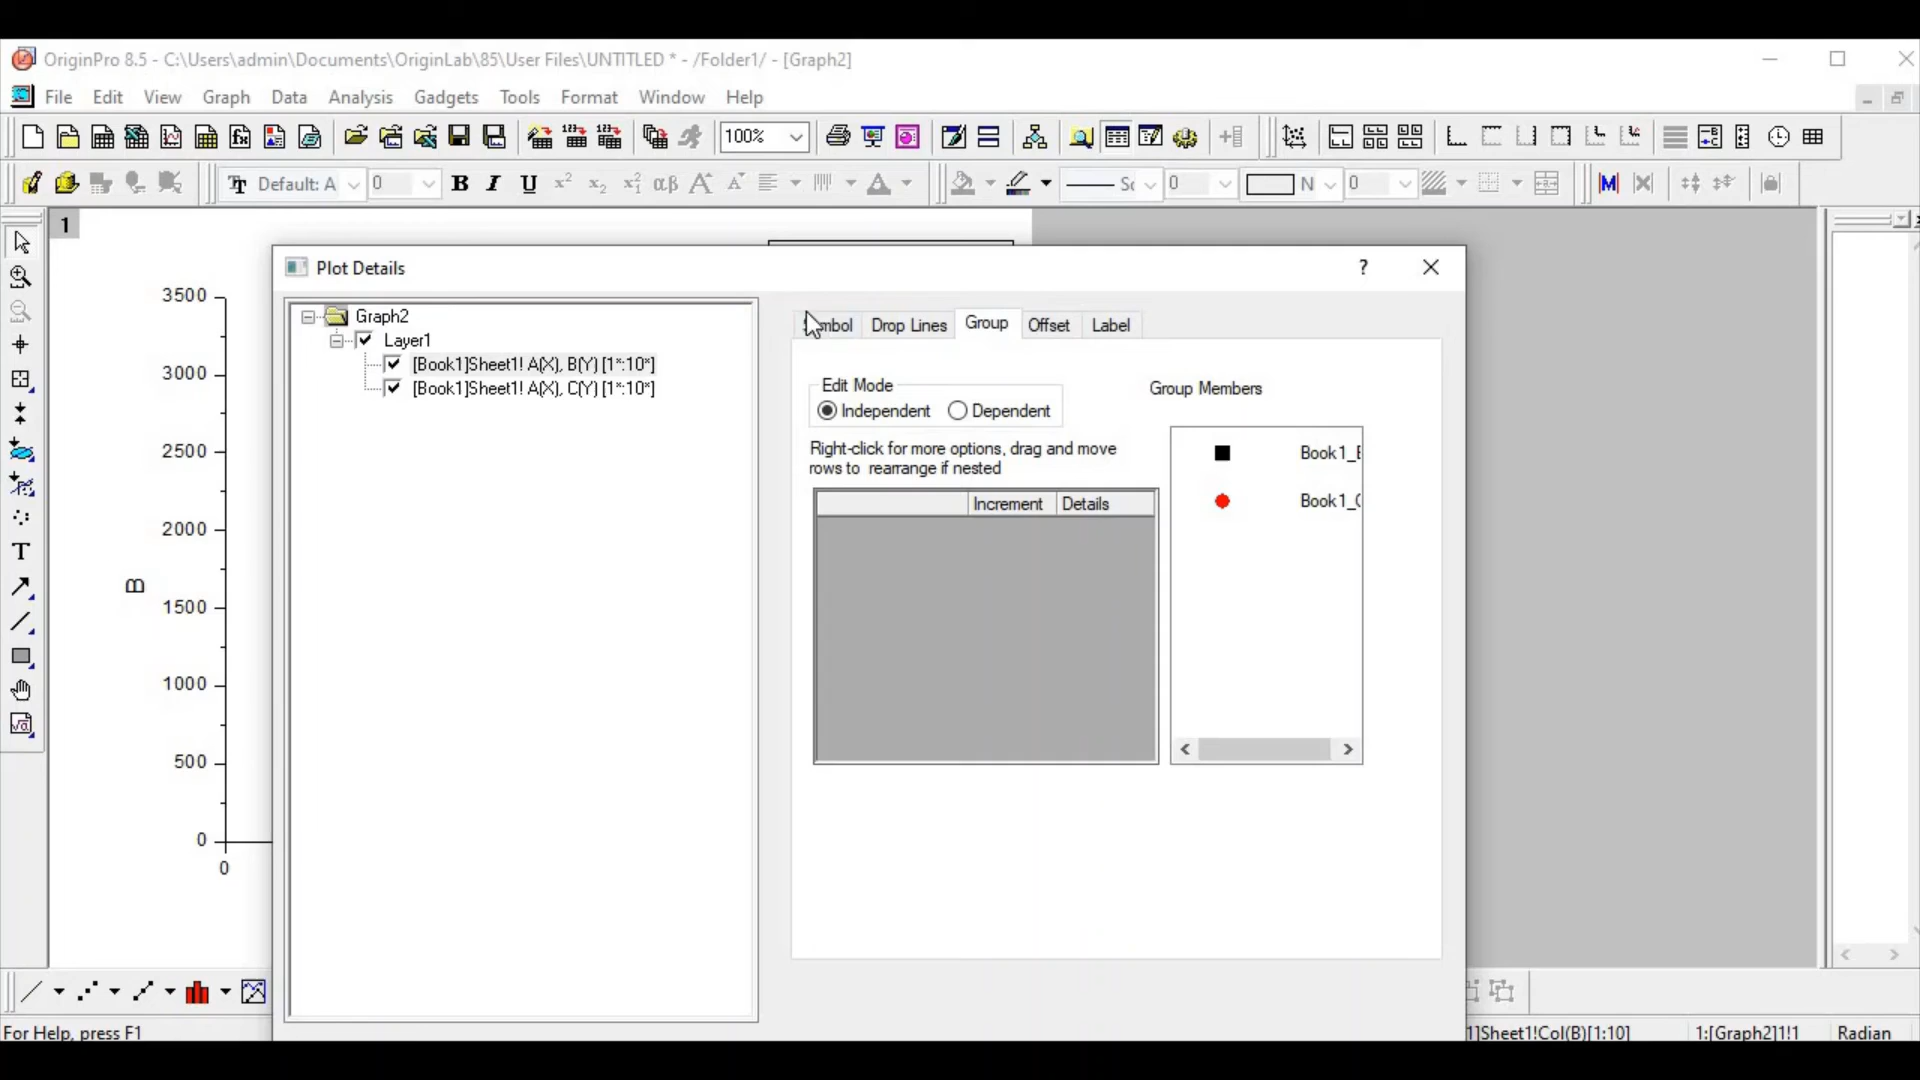 OriginPro 8.5 - C:\Users\admin\Documents\OriginLab\85\User Files\UNTITLED * - /Folder1/ - [Graph2]
File Edit View Graph Data Analysis Gadgets Tools Format Window Help
100%
Default: A 0 B I U αβ 0 N 0
1
Plot Details ?
Graph2
Layer1
[Book1]Sheet1! A(X), B(Y) [1*:10*]
[Book1]Sheet1! A(X), C(Y) [1*:10*]
Drop Lines Group Offset Label
Edit Mode
Independent Dependent
Group Members
Right-click for more options, drag and move
rows to rearrange if nested
Increment Details
Book1_
Book1_
3500
3000
2500
2000
B
1500
1000
500
0
0
For Help, press F1
1]Sheet1!Col(B)[1:10] 1:[Graph2]1!1 Radian